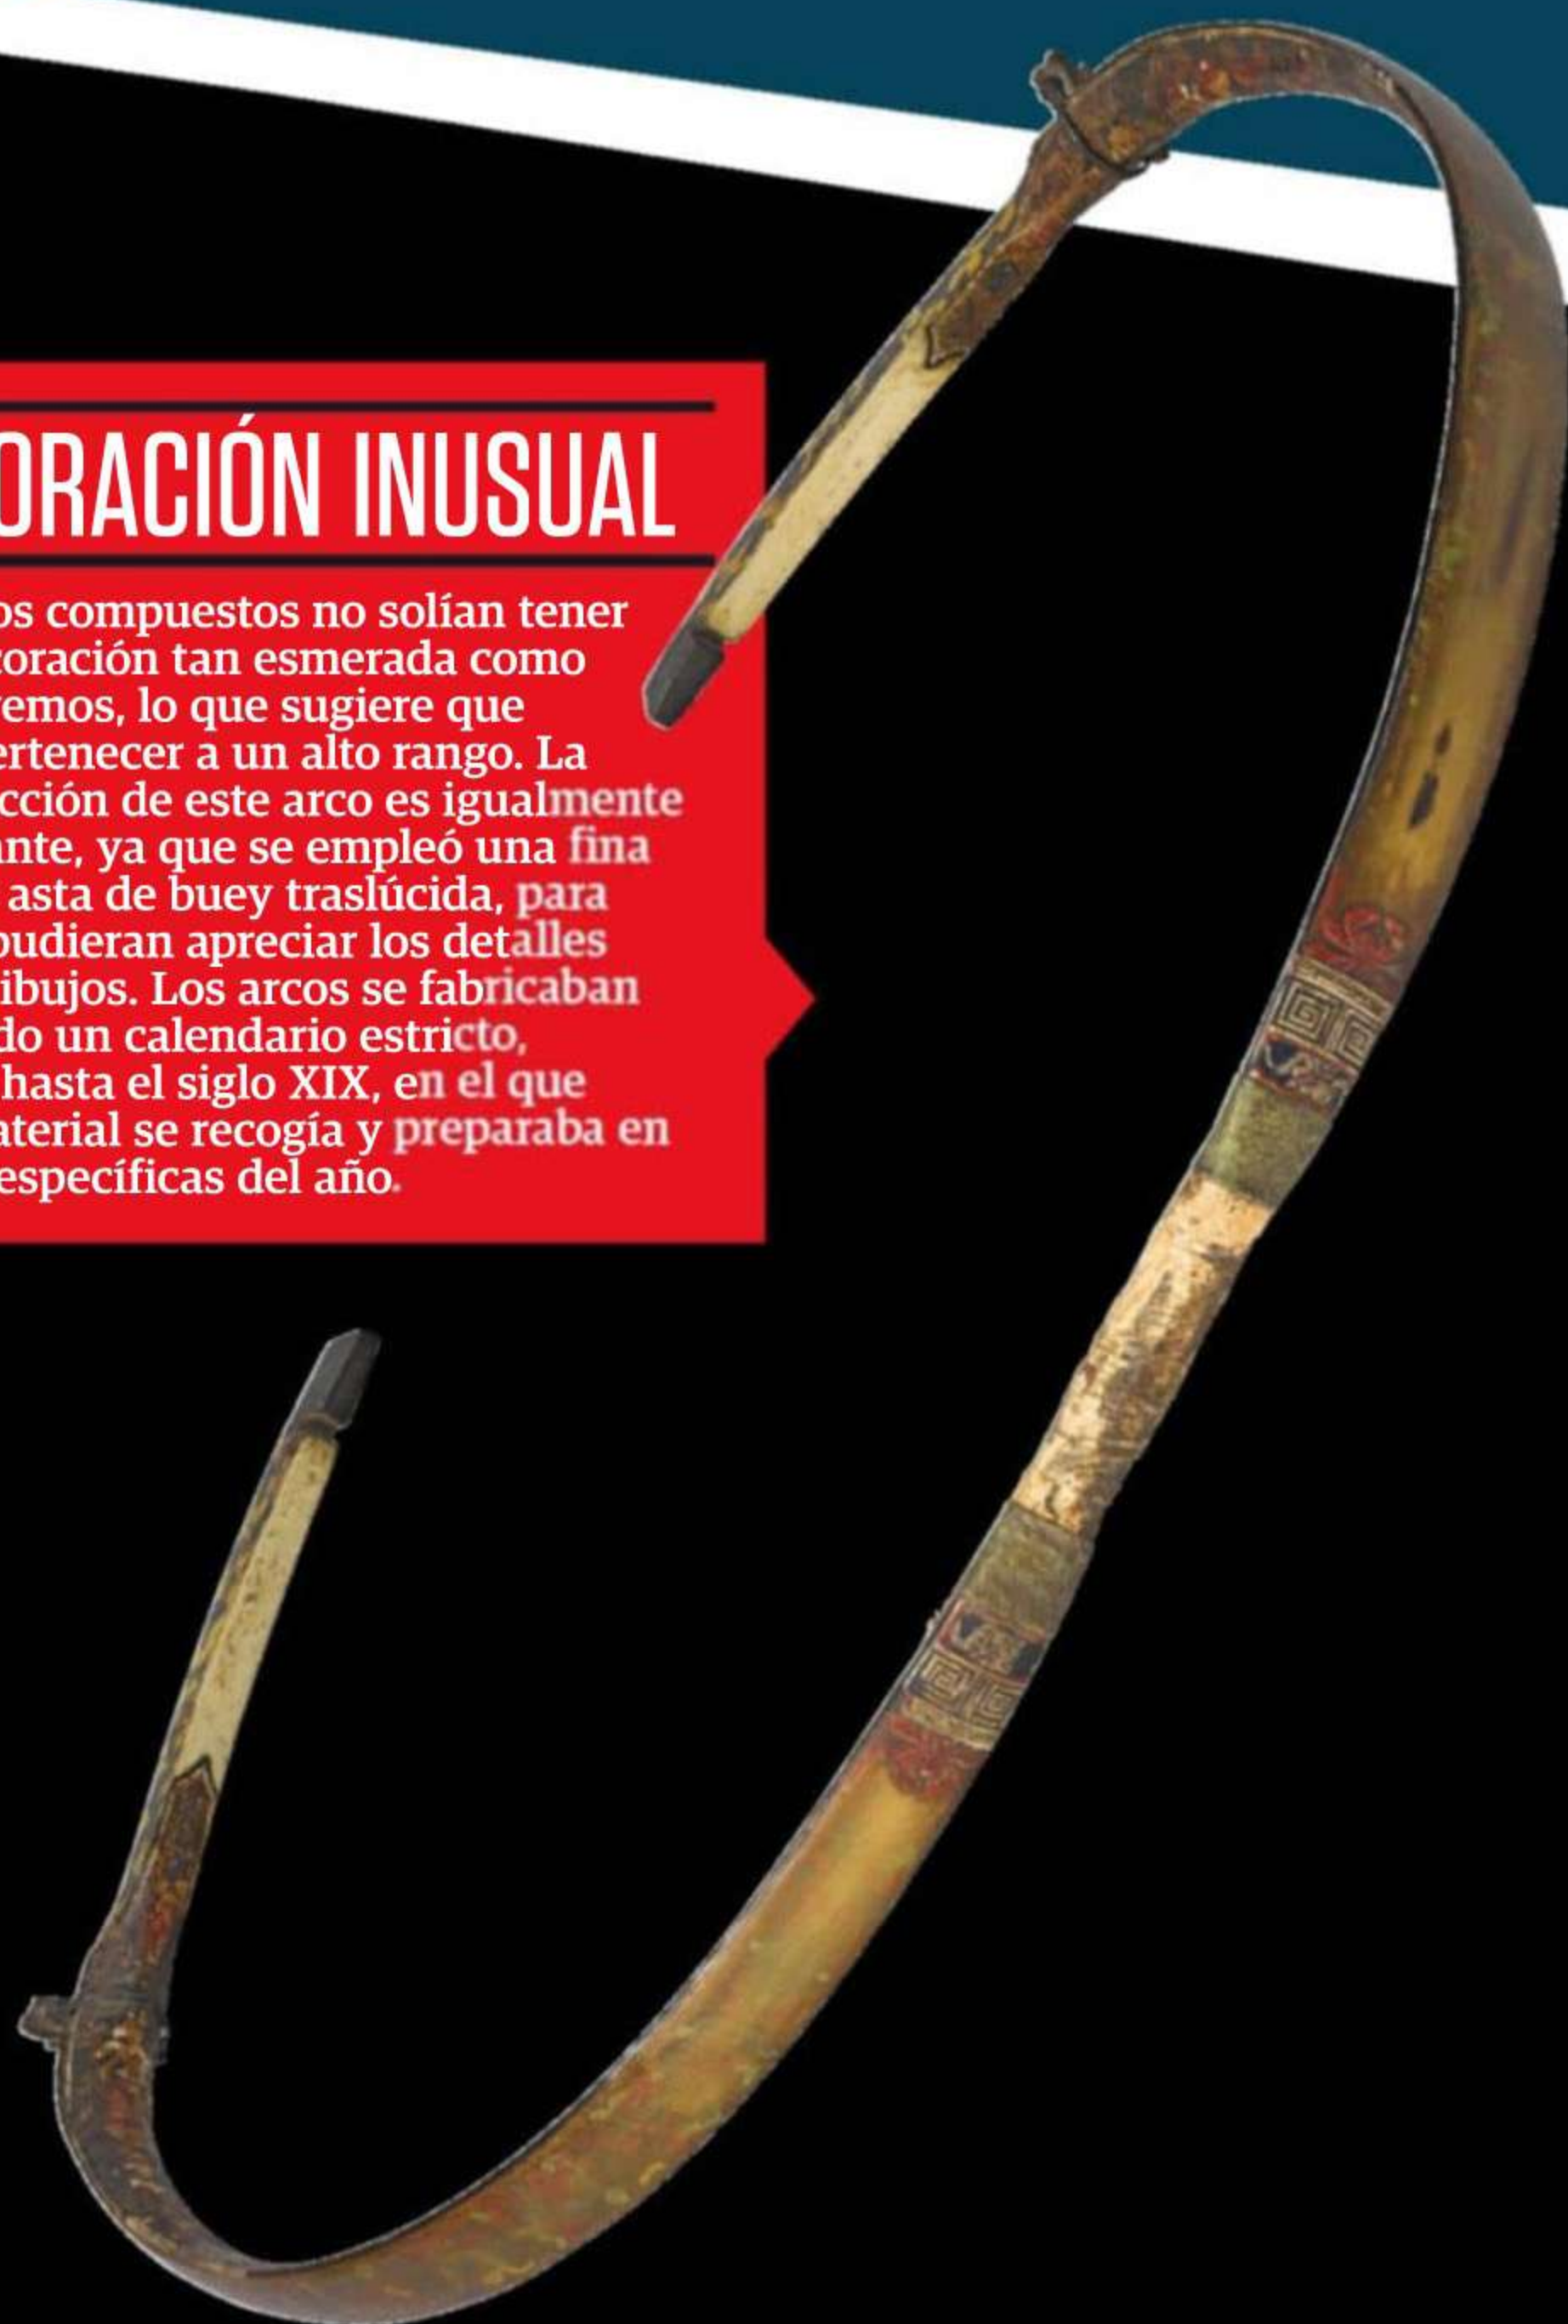 ORACIÓN INUSUAL
os compuestos no solían tener
coración tan esmerada como
vemos, lo que sugiere que
ertenecer a un alto rango. La
cción de este arco es igualmente
ante, ya que se empleó una fina
asta de buey traslúcida, para
pudieran apreciar los detalles
ibujos. Los arcos se fabricaban
do un calendario estricto,
hasta el siglo XIX, en el que
aterial se recogía y preparaba en
específicas del año.